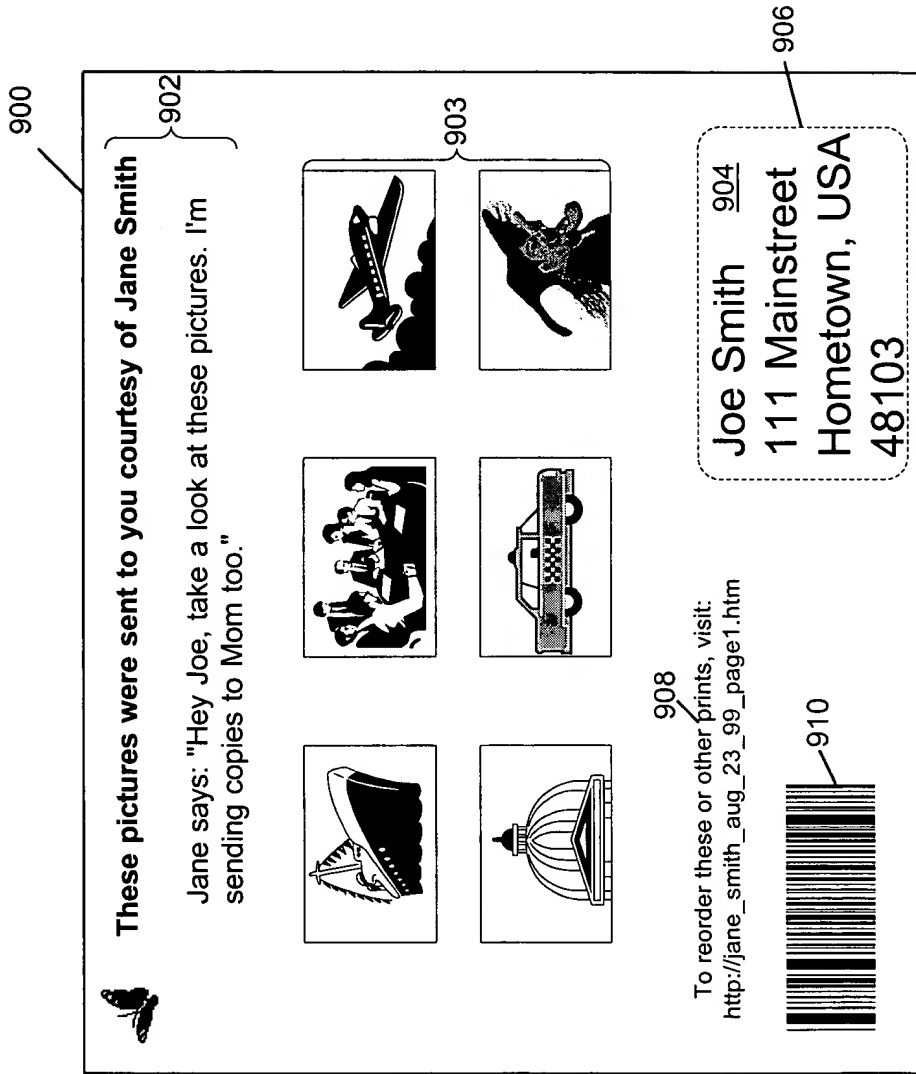 900
These pictures were sent to you courtesy of Jane Smith
902
Jane says: "Hey Joe, take a look at these pictures. I'm
sending copies to Mom too."
903
908
To reorder these or other prints, visit:
http://jane_smith_aug_23_99_page1.htm
910
Joe Smith 904
111 Mainstreet
Hometown, USA
48103
906